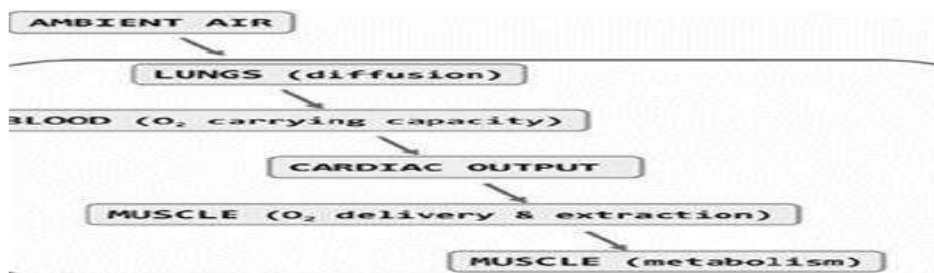 AMBIENT AIR
LUNGS (diffusion)
BLOOD (O₂ carrying capacity)
CARDIAC OUTPUT
MUSCLE (O₂ delivery & extraction)
MUSCLE (metabolism)